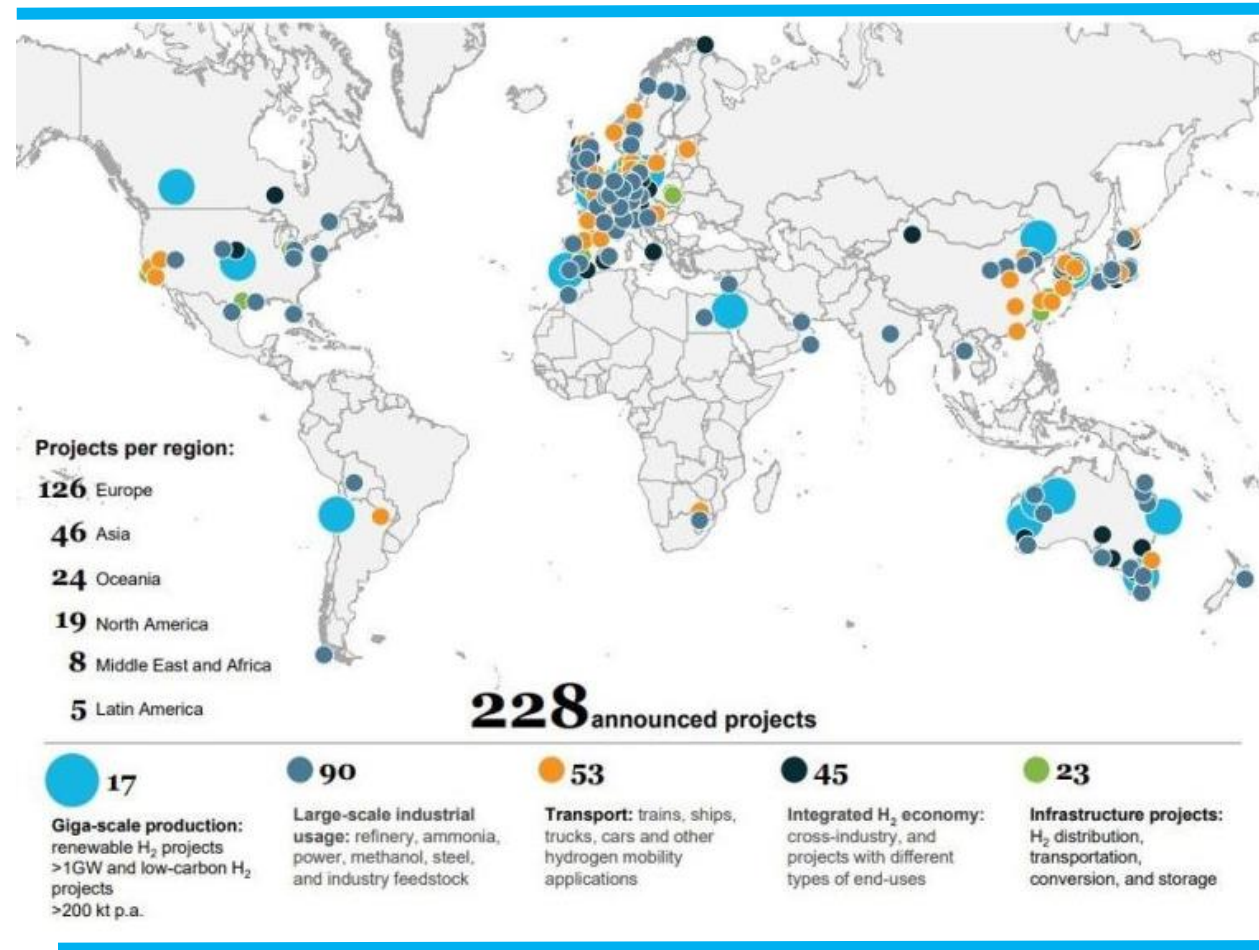 Projects per region:
126 Europe
46 Asia
24 Oceania
19 North America
8 Middle East and Africa
5 Latin America
228 announced projects
17
Giga-scale production:
renewable H₂ projects
>1GW and low-carbon H₂
projects
>200 kt p.a.
90
Large-scale industrial
usage: refinery, ammonia,
power, methanol, steel,
and industry feedstock
53
Transport: trains, ships,
trucks, cars and other
hydrogen mobility
applications
45
Integrated H₂ economy:
cross-industry, and
projects with different
types of end-uses
23
Infrastructure projects:
H₂ distribution,
transportation,
conversion, and storage